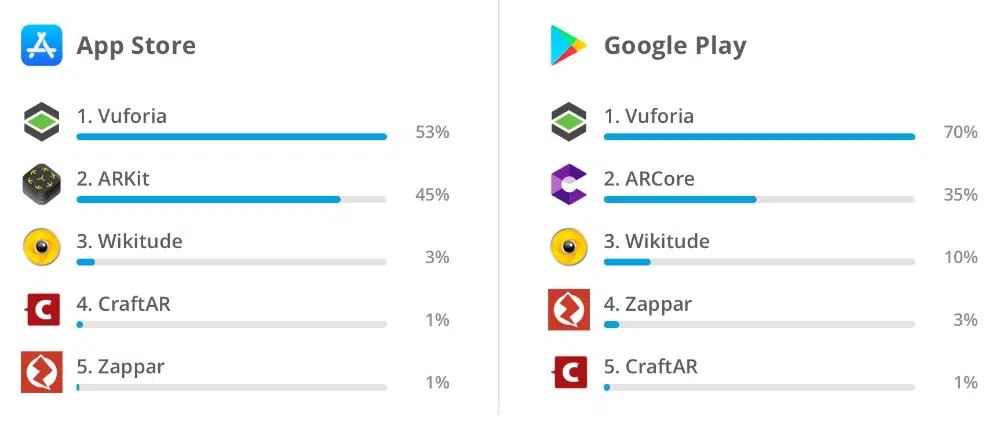 App Store
1. Vuforia
53%
2. ARKit
45%
3. Wikitude
3%
4. CraftAR
1%
5. Zappar
1%
Google Play
1. Vuforia
70%
2. ARCore
35%
3. Wikitude
10%
4. Zappar
3%
5. CraftAR
1%